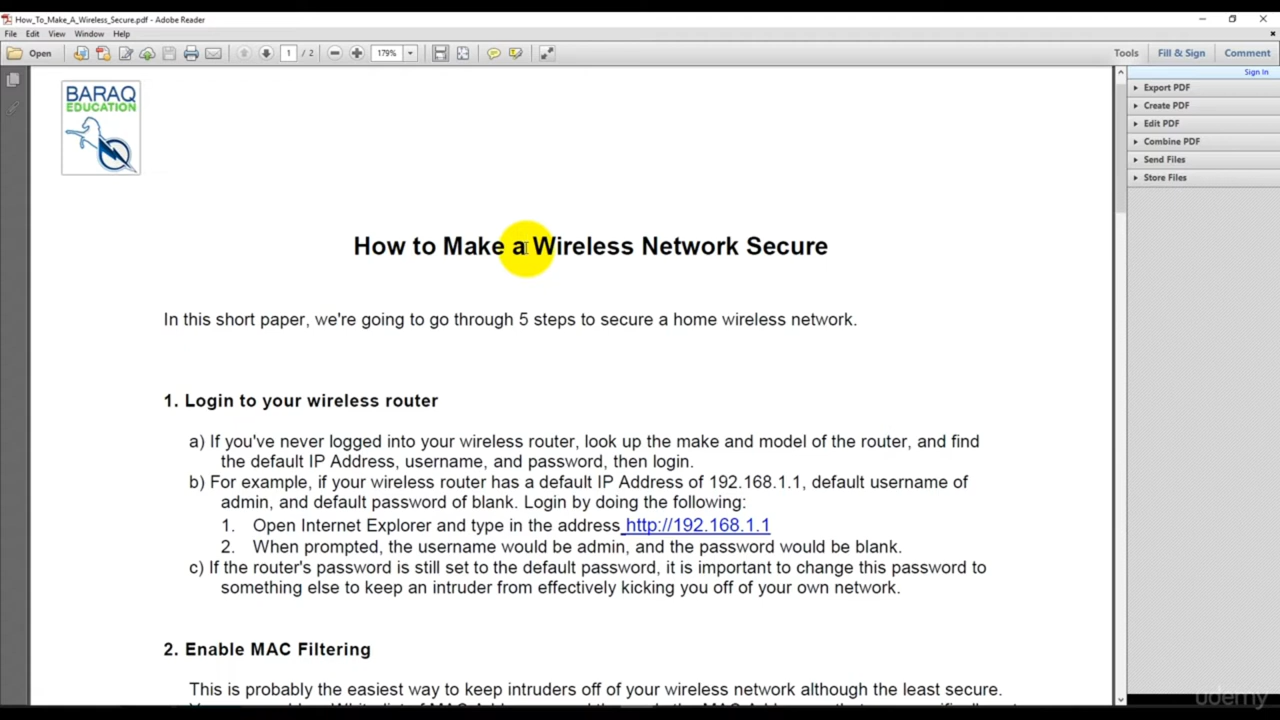 How_To_Make_A_Wireless_Secure.pdf - Adobe Reader
File Edit View Window Help
Open 1 / 2 179% Tools Fill & Sign Comment
Sign In
Export PDF
Create PDF
Edit PDF
Combine PDF
Send Files
Store Files
BARAQ
EDUCATION
How to Make a Wireless Network Secure
In this short paper, we're going to go through 5 steps to secure a home wireless network.
1. Login to your wireless router
a) If you've never logged into your wireless router, look up the make and model of the router, and find
the default IP Address, username, and password, then login.
b) For example, if your wireless router has a default IP Address of 192.168.1.1, default username of
admin, and default password of blank. Login by doing the following:
1. Open Internet Explorer and type in the address http://192.168.1.1
2. When prompted, the username would be admin, and the password would be blank.
c) If the router's password is still set to the default password, it is important to change this password to
something else to keep an intruder from effectively kicking you off of your own network.
2. Enable MAC Filtering
This is probably the easiest way to keep intruders off of your wireless network although the least secure.
udemy